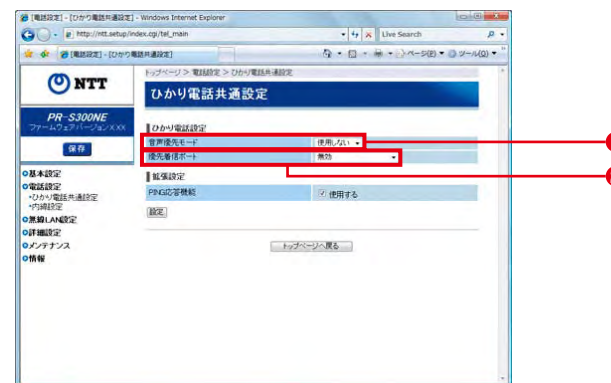 [電話設定] - [ひかり電話共通設定] - Windows Internet Explorer
http://ntt.setup/index.cgi/tel_main
Live Search
[電話設定] - [ひかり電話共通設定]
ページ(P)
ツール(O)
NTT
トップページ > 電話設定 > ひかり電話共通設定
ひかり電話共通設定
PR-S300NE
ファームウェアバージョンX.XX
保存
ひかり電話設定
音声優先モード
使用しない
優先着信ポート
無効
拡張設定
PING応答機能
使用する
設定
トップページへ戻る
基本設定
電話設定
・ひかり電話共通設定
・内線設定
無線LAN設定
詳細設定
メンテナンス
情報